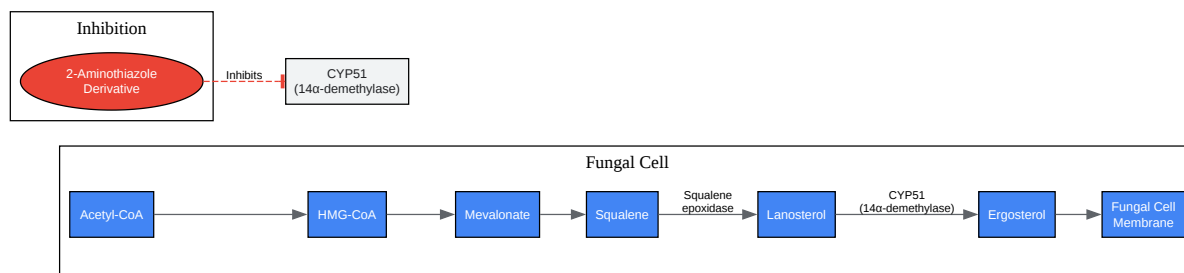 Inhibition
2-Aminothiazole
Derivative
Inhibits
CYP51
(14α-demethylase)
Fungal Cell
Acetyl-CoA
HMG-CoA
Mevalonate
Squalene
Squalene
epoxidase
Lanosterol
CYP51
(14α-demethylase)
Ergosterol
Fungal Cell
Membrane